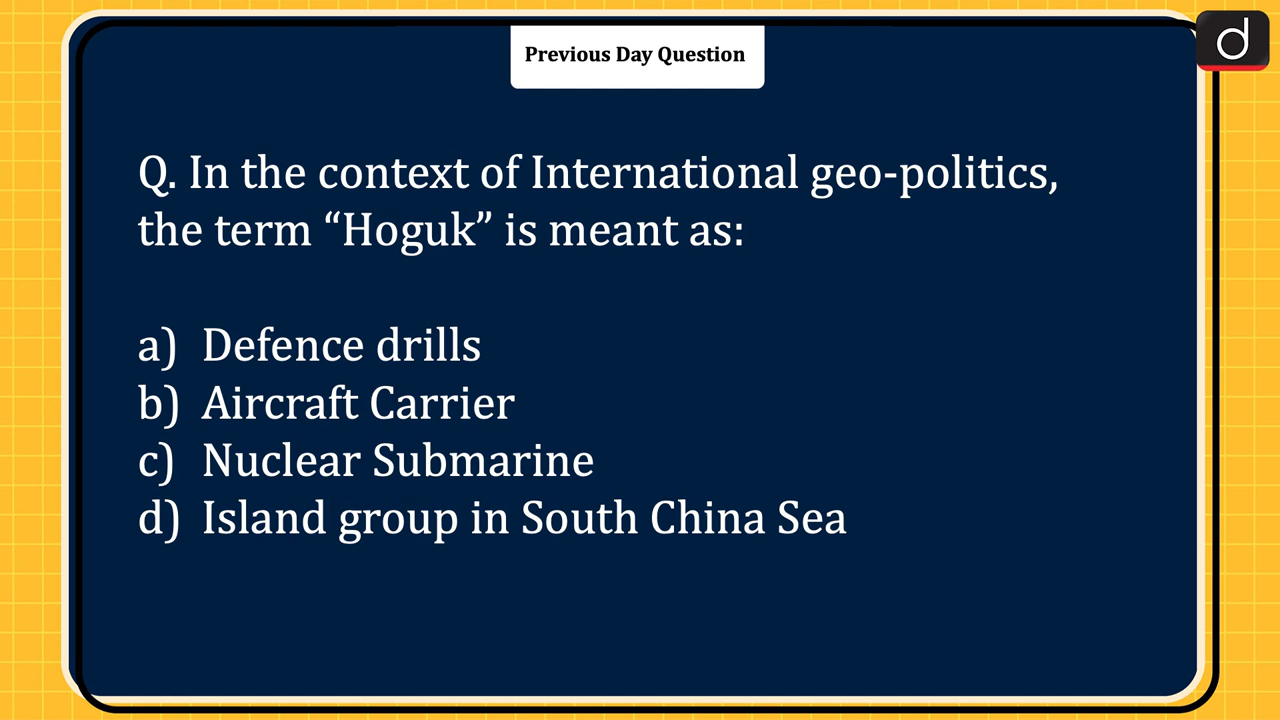 Previous Day Question
d
Q. In the context of International geo-politics,
the term “Hoguk” is meant as:
a) Defence drills
b) Aircraft Carrier
c) Nuclear Submarine
d) Island group in South China Sea